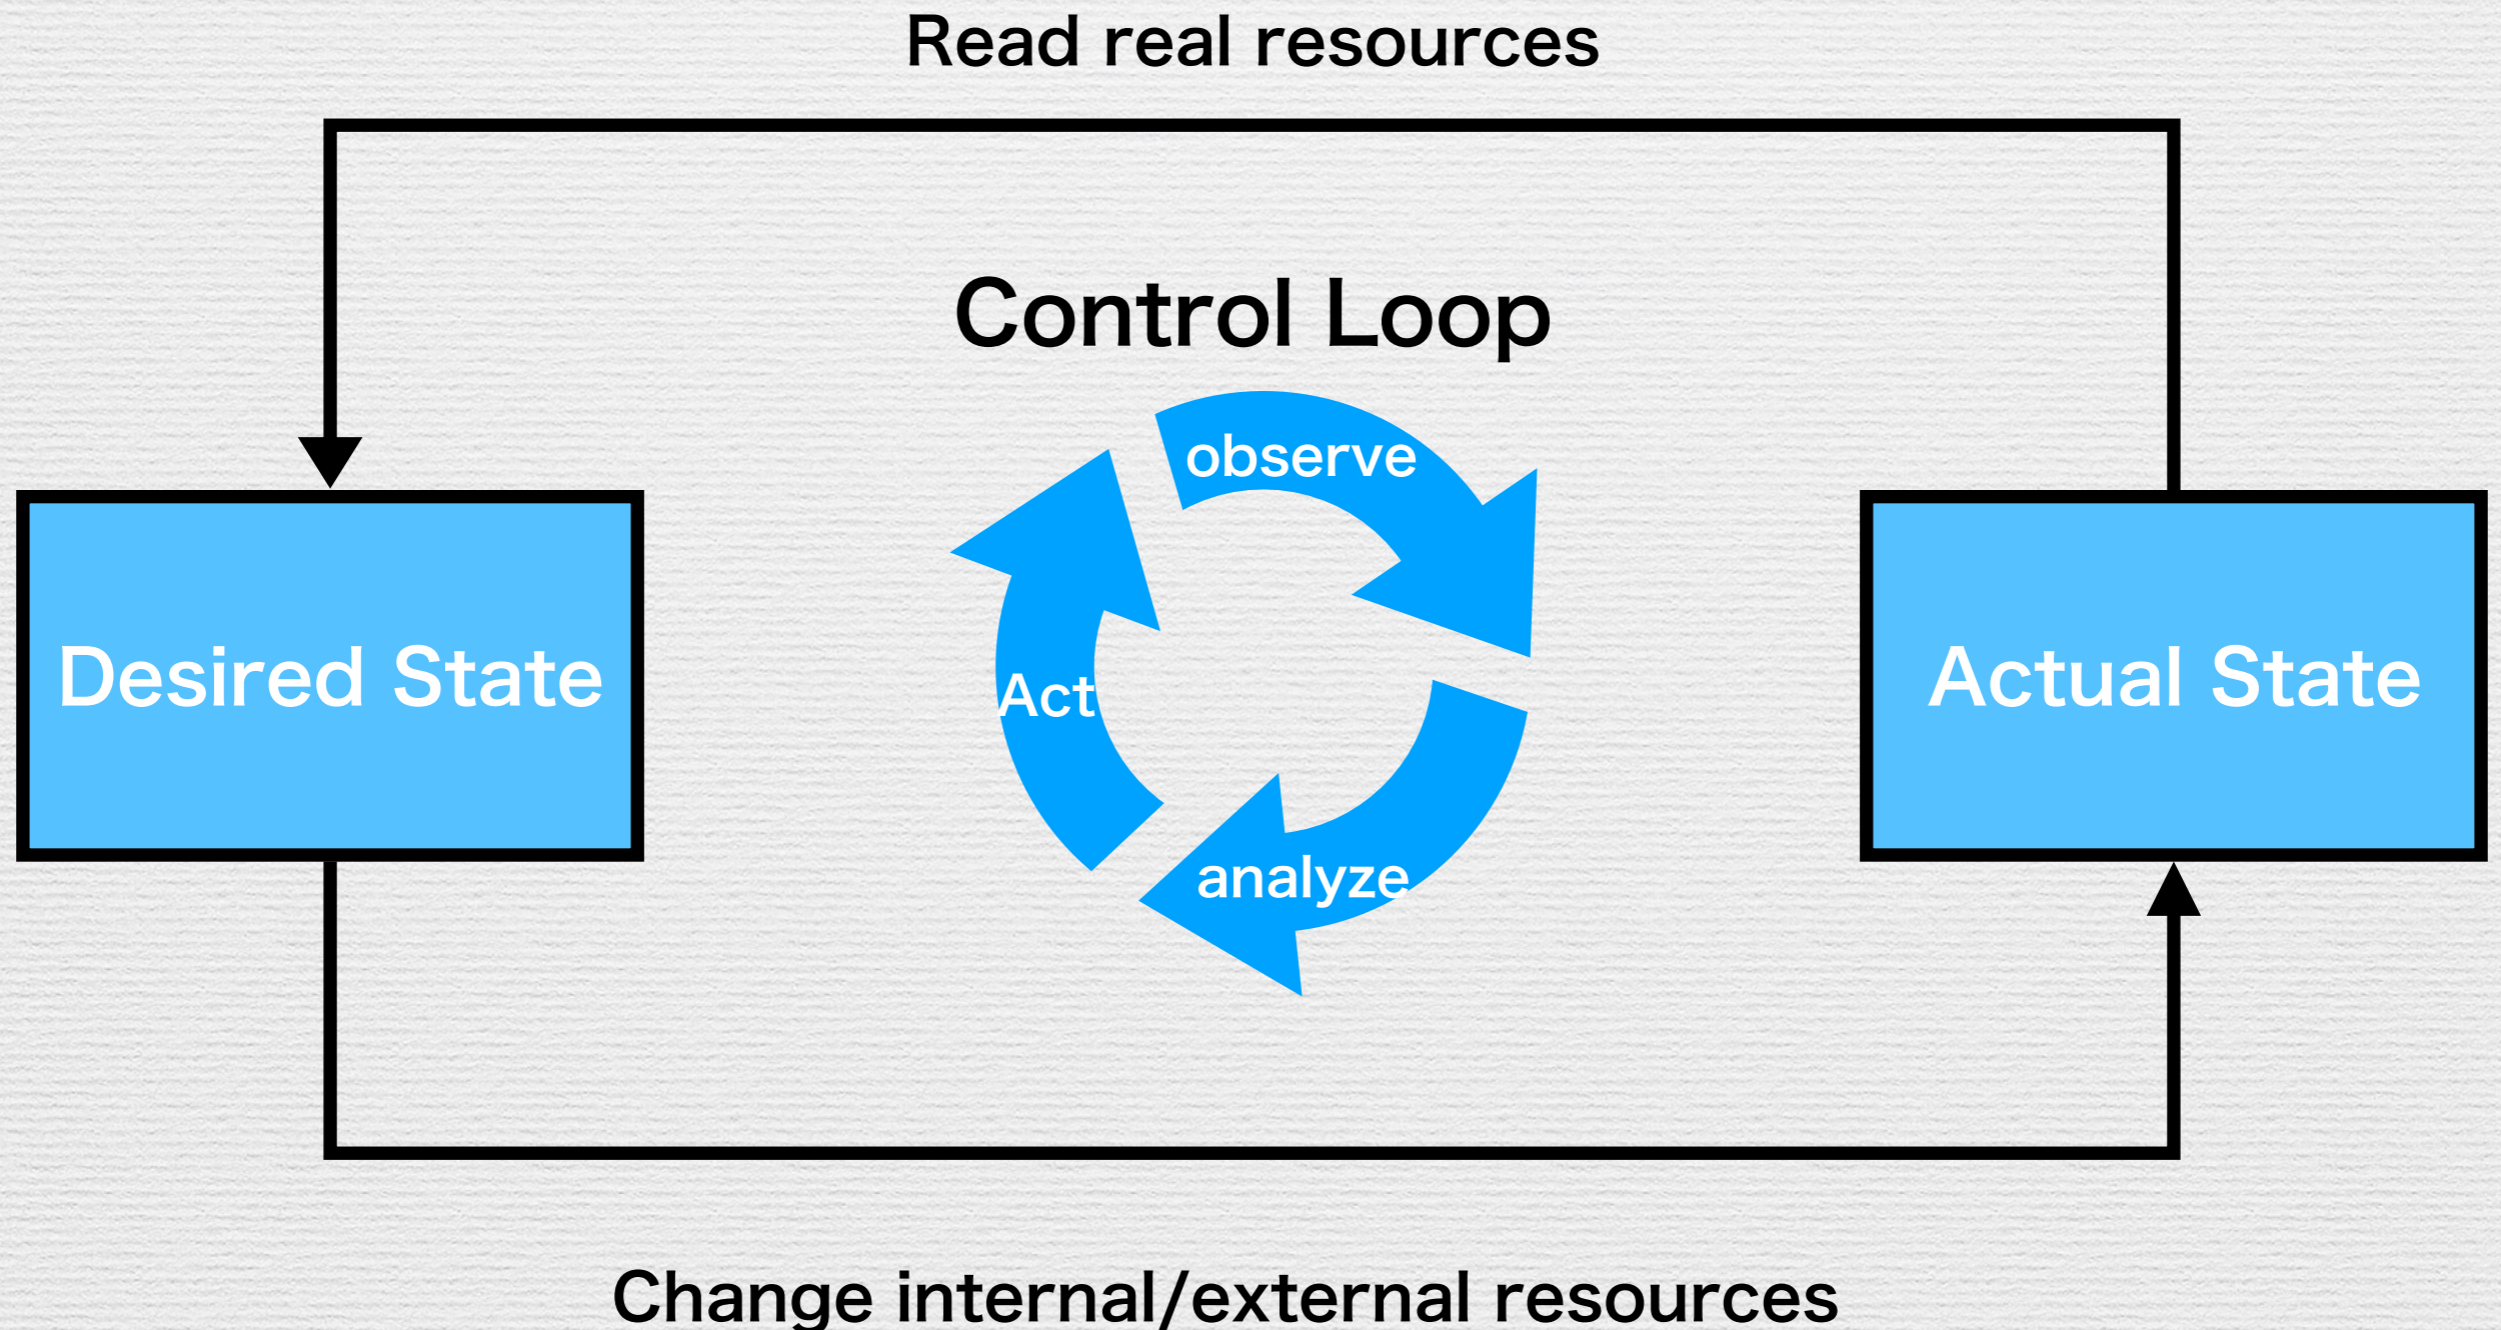 Read real resources
Control Loop
observe
Desired State
Act
Actual State
analyze
Change internal/external resources